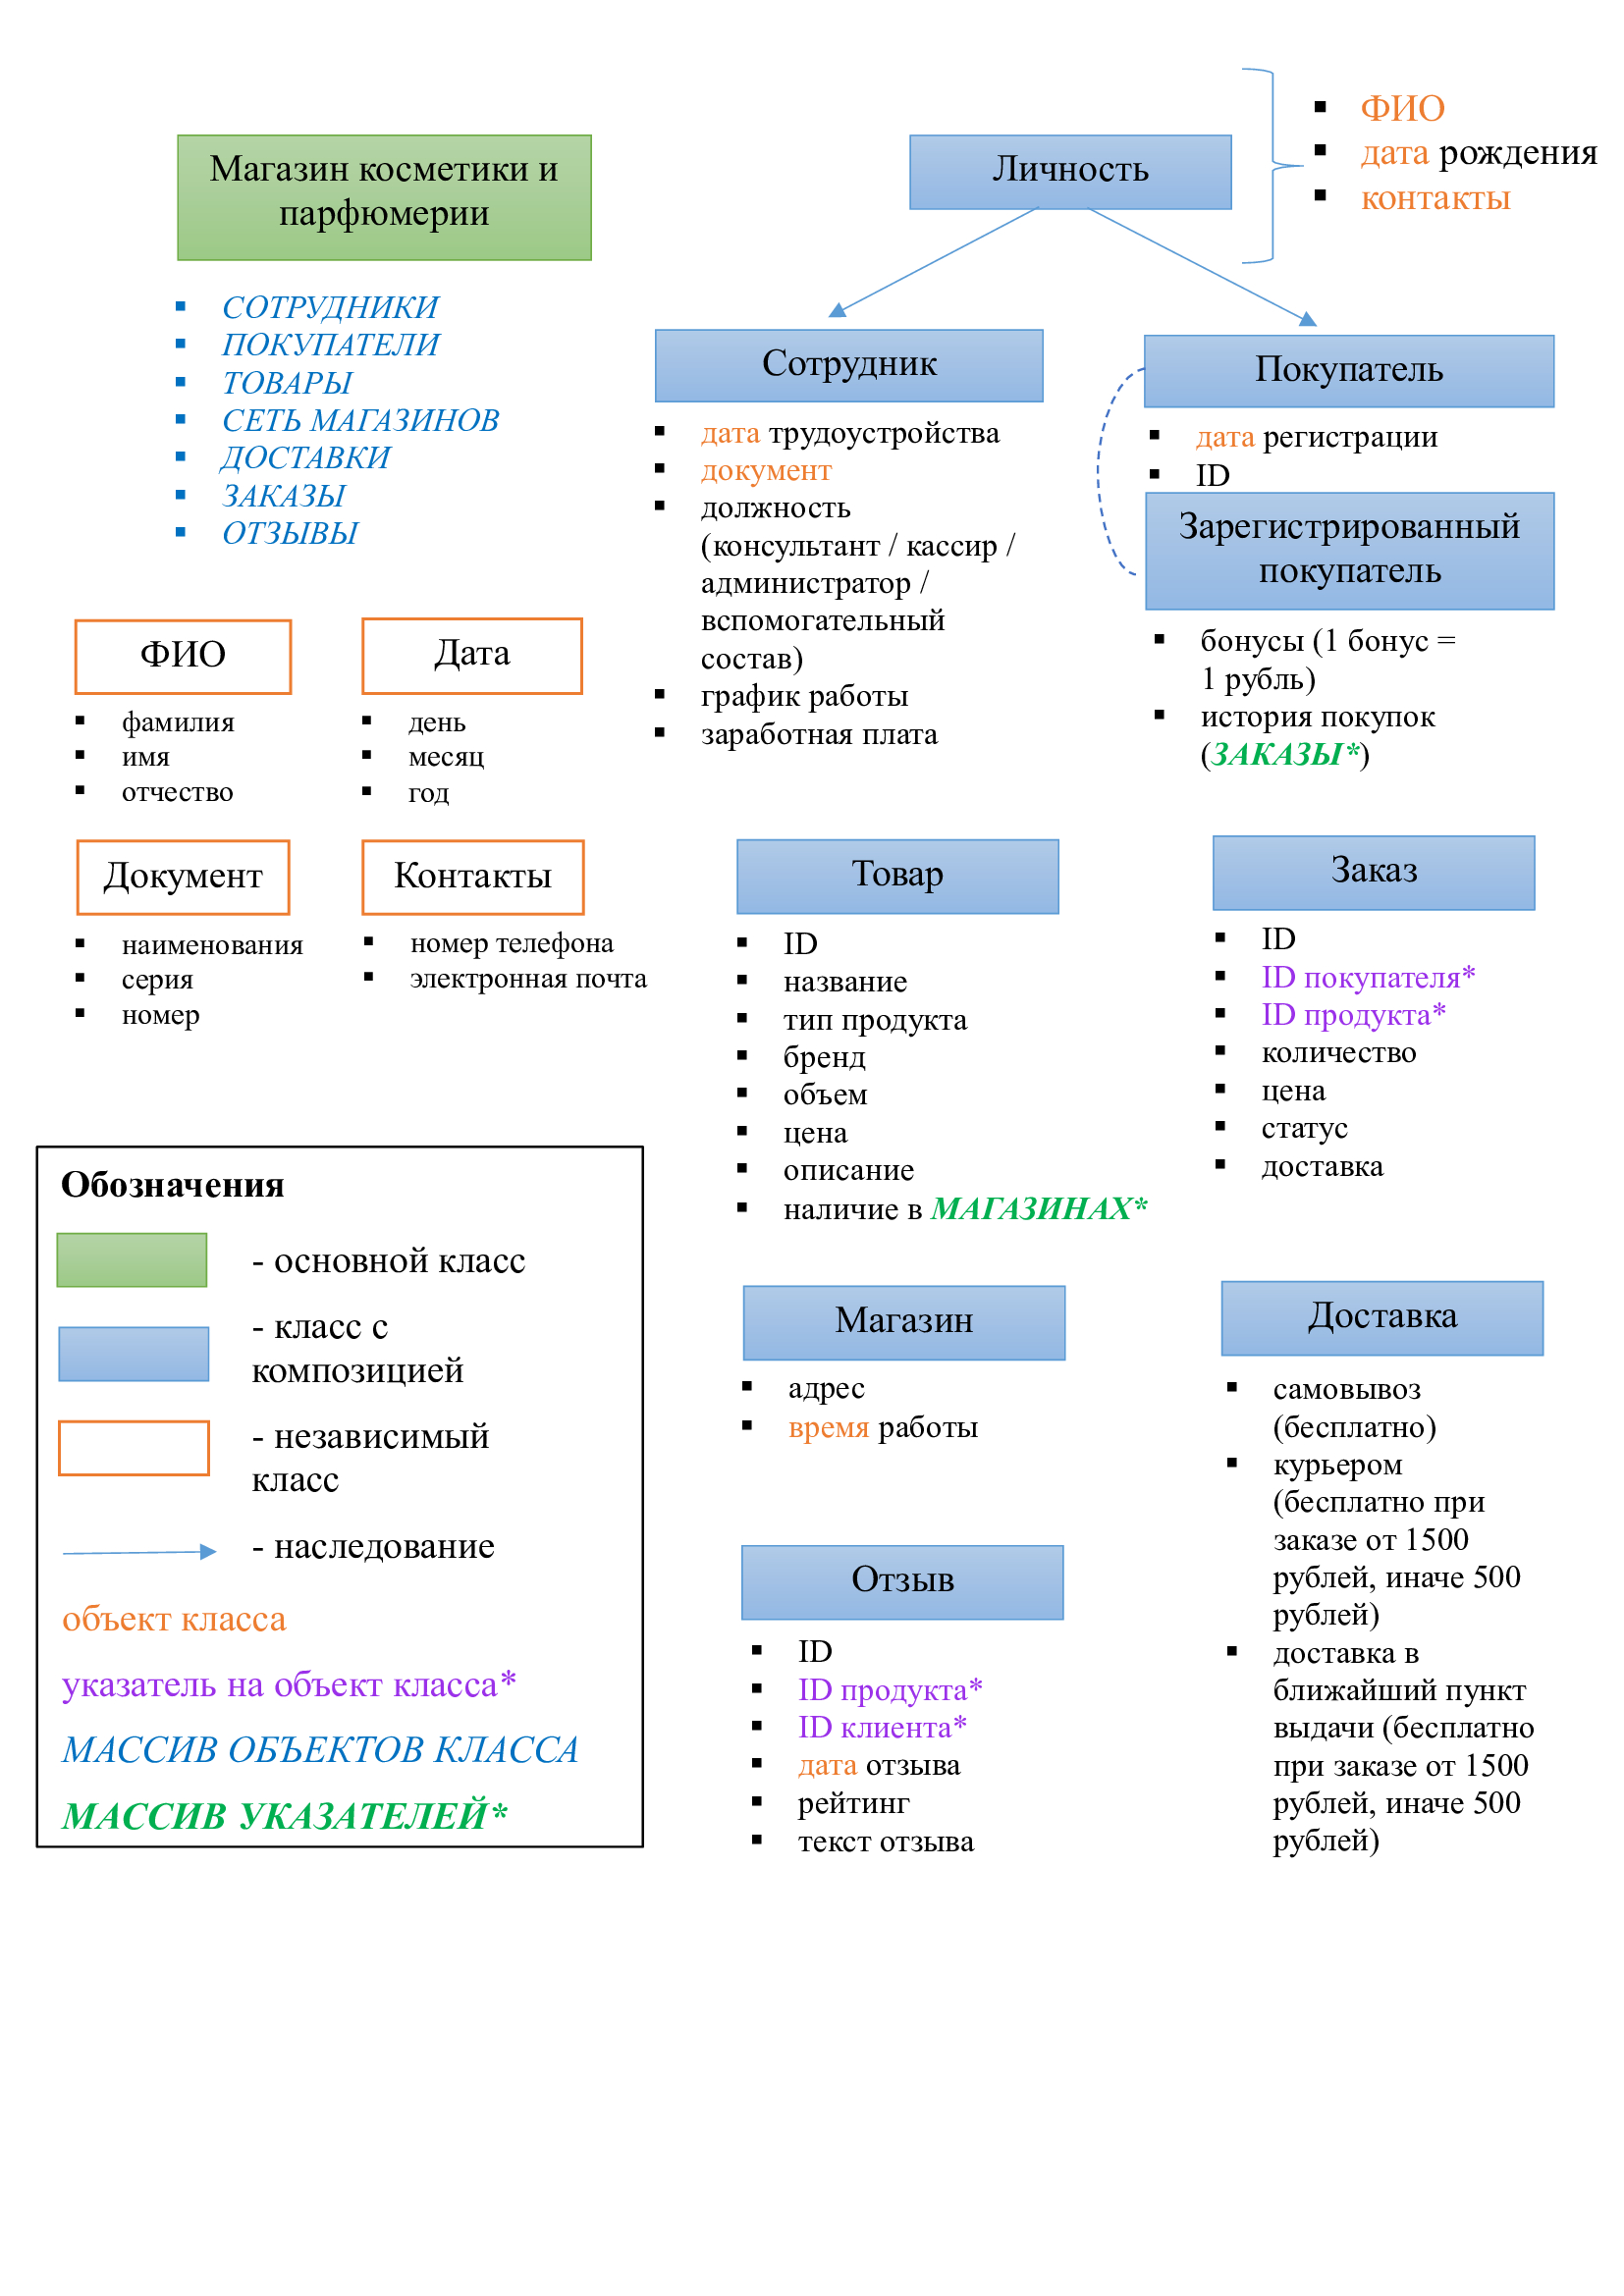 Магазин косметики и
парфюмерии
СОТРУДНИКИ
ПОКУПАТЕЛИ
ТОВАРЫ
СЕТЬ МАГАЗИНОВ
ДОСТАВКИ
ЗАКАЗЫ
ОТЗЫВЫ
Личность
ФИО
дата рождения
контакты
Сотрудник
дата трудоустройства
документ
должность
(консультант / кассир /
администратор /
вспомогательный
состав)
график работы
заработная плата
Покупатель
дата регистрации
ID
Зарегистрированный
покупатель
бонусы (1 бонус =
1 рубль)
история покупок
(ЗАКАЗЫ*)
ФИО
фамилия
имя
отчество
Дата
день
месяц
год
Документ
наименования
серия
номер
Контакты
номер телефона
электронная почта
Товар
ID
название
тип продукта
бренд
объем
цена
описание
наличие в МАГАЗИНАХ*
Заказ
ID
ID покупателя*
ID продукта*
количество
цена
статус
доставка
Обозначения
- основной класс
- класс с
композицией
- независимый
класс
- наследование
объект класса
указатель на объект класса*
МАССИВ ОБЪЕКТОВ КЛАССА
МАССИВ УКАЗАТЕЛЕЙ*
Магазин
адрес
время работы
Отзыв
ID
ID продукта*
ID клиента*
дата отзыва
рейтинг
текст отзыва
Доставка
самовывоз
(бесплатно)
курьером
(бесплатно при
заказе от 1500
рублей, иначе 500
рублей)
доставка в
ближайший пункт
выдачи (бесплатно
при заказе от 1500
рублей, иначе 500
рублей)